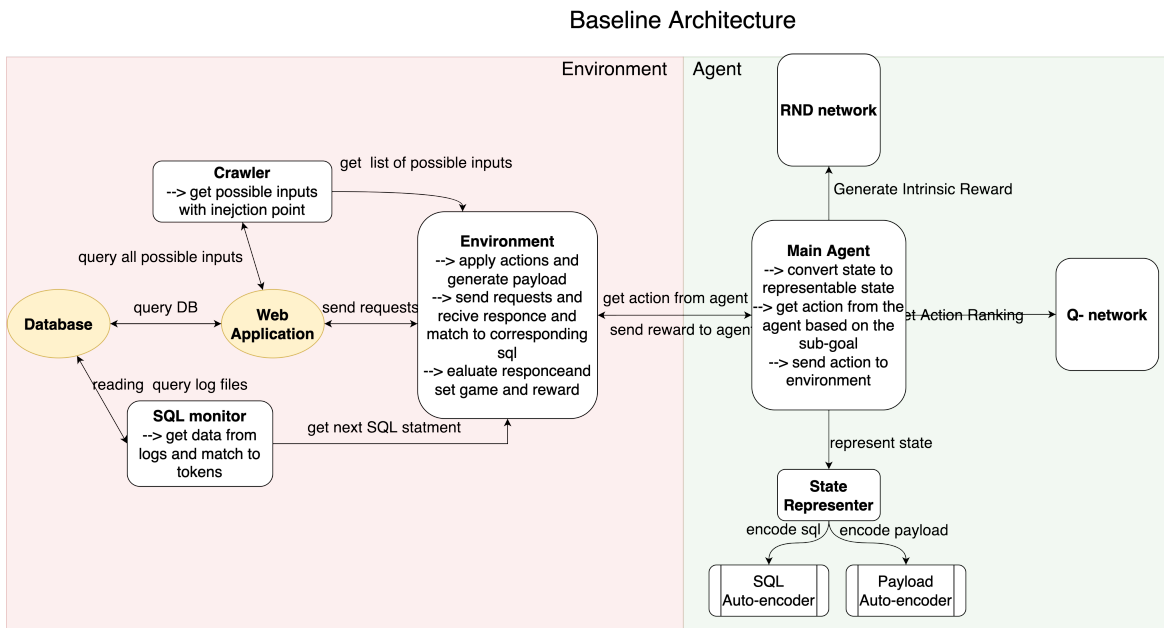 Baseline Architecture
Environment
Agent
RND network
Crawler
--> get possible inputs
with inejction point
get list of possible inputs
Generate Intrinsic Reward
query all possible inputs
Environment
--> apply actions and
generate payload
--> send requests and
recive responce and
match to corresponding
sql
--> ealuate responceand
set game and reward
Main Agent
--> convert state to
representable state
--> get action from the
agent based on the
sub-goal
--> send action to
environment
Database
query DB
Web
Application
send requests
get action from agent
send reward to agent
et Action Ranking
Q- network
reading query log files
SQL monitor
--> get data from
logs and match to
tokens
get next SQL statment
represent state
State
Representer
encode sql
encode payload
SQL
Auto-encoder
Payload
Auto-encoder